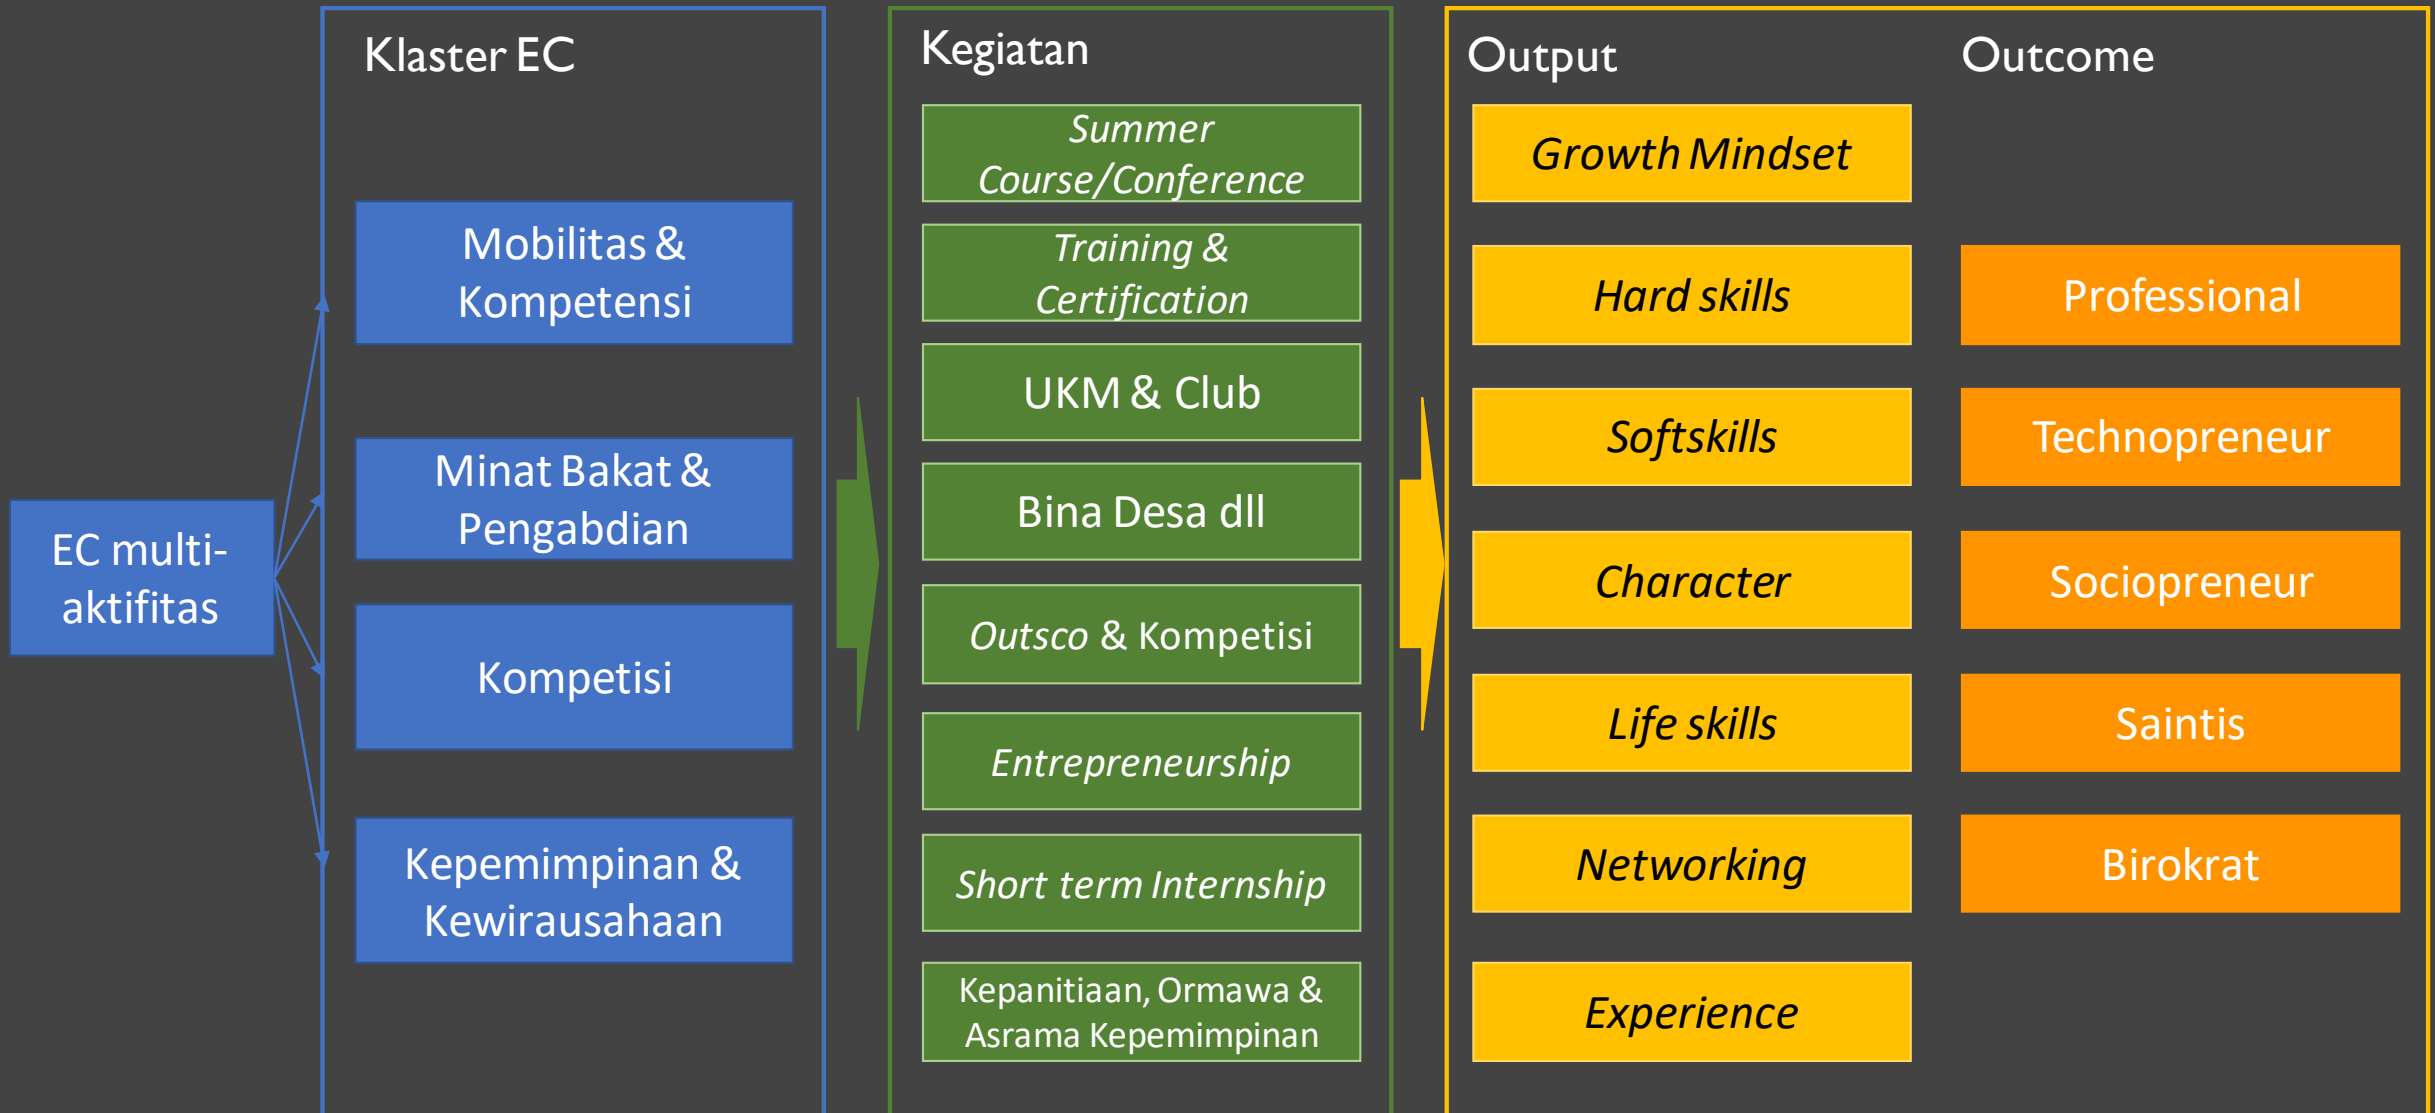 EC multi-
aktifitas
Klaster EC
Mobilitas &
Kompetensi
Minat Bakat &
Pengabdian
Kompetisi
Kepemimpinan &
Kewirausahaan
Kegiatan
Summer
Course/Conference
Training &
Certification
UKM & Club
Bina Desa dll
Outsco & Kompetisi
Entrepreneurship
Short term Internship
Kepanitiaan, Ormawa &
Asrama Kepemimpinan
Output
Growth Mindset
Hard skills
Softskills
Character
Life skills
Networking
Experience
Outcome
Professional
Technopreneur
Sociopreneur
Saintis
Birokrat